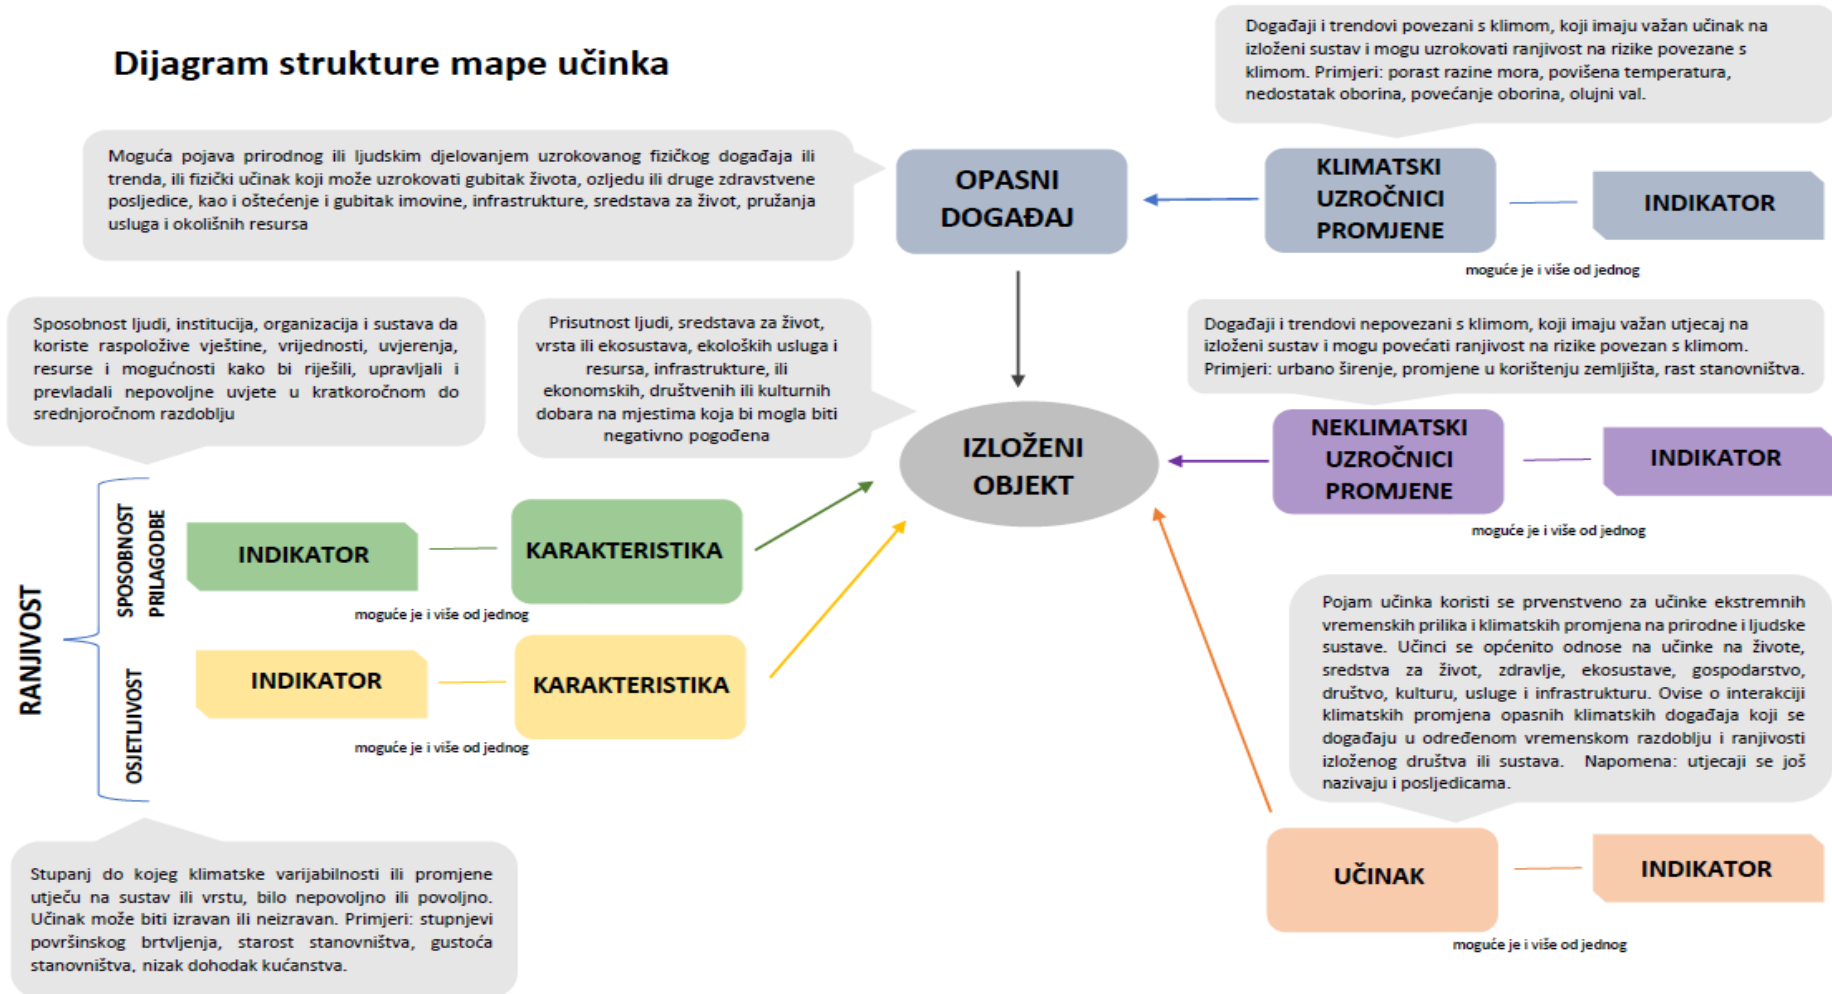 Dijagram strukture mape učinka
Događaji i trendovi povezani s klimom, koji imaju važan učinak na
izloženi sustav i mogu uzrokovati ranjivost na rizike povezane s
klimom. Primjeri: porast razine mora, povišena temperatura,
nedostatak oborina, povećanje oborina, olujni val.
Moguća pojava prirodnog ili ljudskim djelovanjem uzrokovanog fizičkog događaja ili
trenda, ili fizički učinak koji može uzrokovati gubitak života, ozljedu ili druge zdravstvene
posljedice, kao i oštećenje i gubitak imovine, infrastrukture, sredstava za život, pružanja
usluga i okolišnih resursa
OPASNI
DOGAĐAJ
KLIMATSKI
UZROČNICI
PROMJENE
INDIKATOR
moguće je i više od jednog
Sposobnost ljudi, institucija, organizacija i sustava da
koriste raspoložive vještine, vrijednosti, uvjerenja,
resurse i mogućnosti kako bi riješili, upravljali i
prevladali nepovoljne uvjete u kratkoročnom do
srednjoročnom razdoblju
Prisutnost ljudi, sredstava za život,
vrsta ili ekosustava, ekoloških usluga i
resursa, infrastrukture, ili
ekonomskih, društvenih ili kulturnih
dobara na mjestima koja bi mogla biti
negativno pogođena
Događaji i trendovi nepovezani s klimom, koji imaju važan utjecaj na
izloženi sustav i mogu povećati ranjivost na rizike povezan s klimom.
Primjeri: urbano širenje, promjene u korištenju zemljišta, rast stanovništva.
IZLOŽENI
OBJEKT
NEKLIMATSKI
UZROČNICI
PROMJENE
INDIKATOR
moguće je i više od jednog
RANJIVOST
SPOSOBNOST
PRILAGODBE
INDIKATOR
KARAKTERISTIKA
moguće je i više od jednog
OSJETLJIVOST
INDIKATOR
KARAKTERISTIKA
moguće je i više od jednog
Pojam učinka koristi se prvenstveno za učinke ekstremnih
vremenskih prilika i klimatskih promjena na prirodne i ljudske
sustave. Učinci se općenito odnose na učinke na živote,
sredstva za život, zdravlje, ekosustave, gospodarstvo,
društvo, kulturu, usluge i infrastrukturu. Ovise o interakciji
klimatskih promjena opasnih klimatskih događaja koji se
događaju u određenom vremenskom razdoblju i ranjivosti
izloženog društva ili sustava. Napomena: utjecaji se još
nazivaju i posljedicama.
Stupanj do kojeg klimatske varijabilnosti ili promjene
utječu na sustav ili vrstu, bilo nepovoljno ili povoljno.
Učinak može biti izravan ili neizravan. Primjeri: stupnjevi
površinskog brtvljenja, starost stanovništva, gustoća
stanovništva, nizak dohodak kućanstva.
UČINAK
INDIKATOR
moguće je i više od jednog